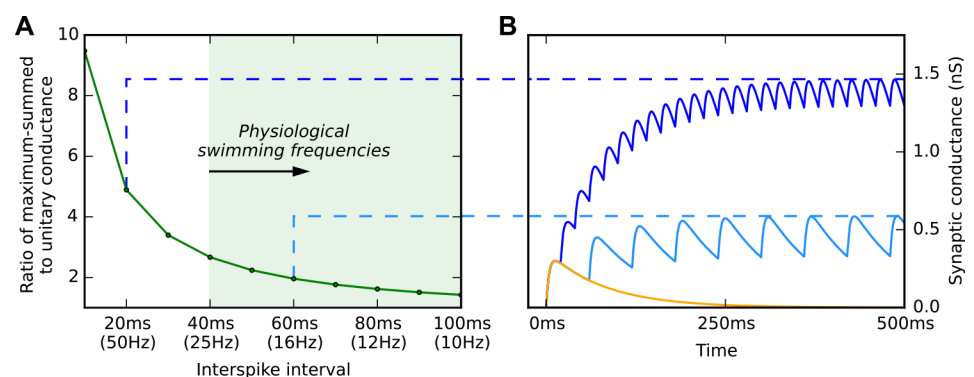 A
B
10
8
6
4
2
Ratio of maximum-summed
to unitary conductance
Physiological
swimming frequencies
20ms
(50Hz)
40ms
(25Hz)
60ms
(16Hz)
80ms
(12Hz)
100ms
(10Hz)
Interspike interval
1.5
1.0
0.5
0.0
Synaptic conductance (nS)
0ms
250ms
500ms
Time